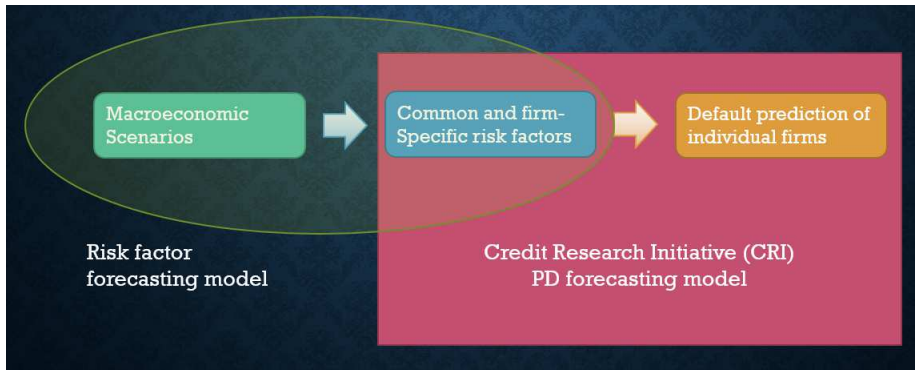 Macroeconomic
Scenarios
Common and firm-
Specific risk factors
Default prediction of
individual firms
Risk factor
forecasting model
Credit Research Initiative (CRI)
PD forecasting model